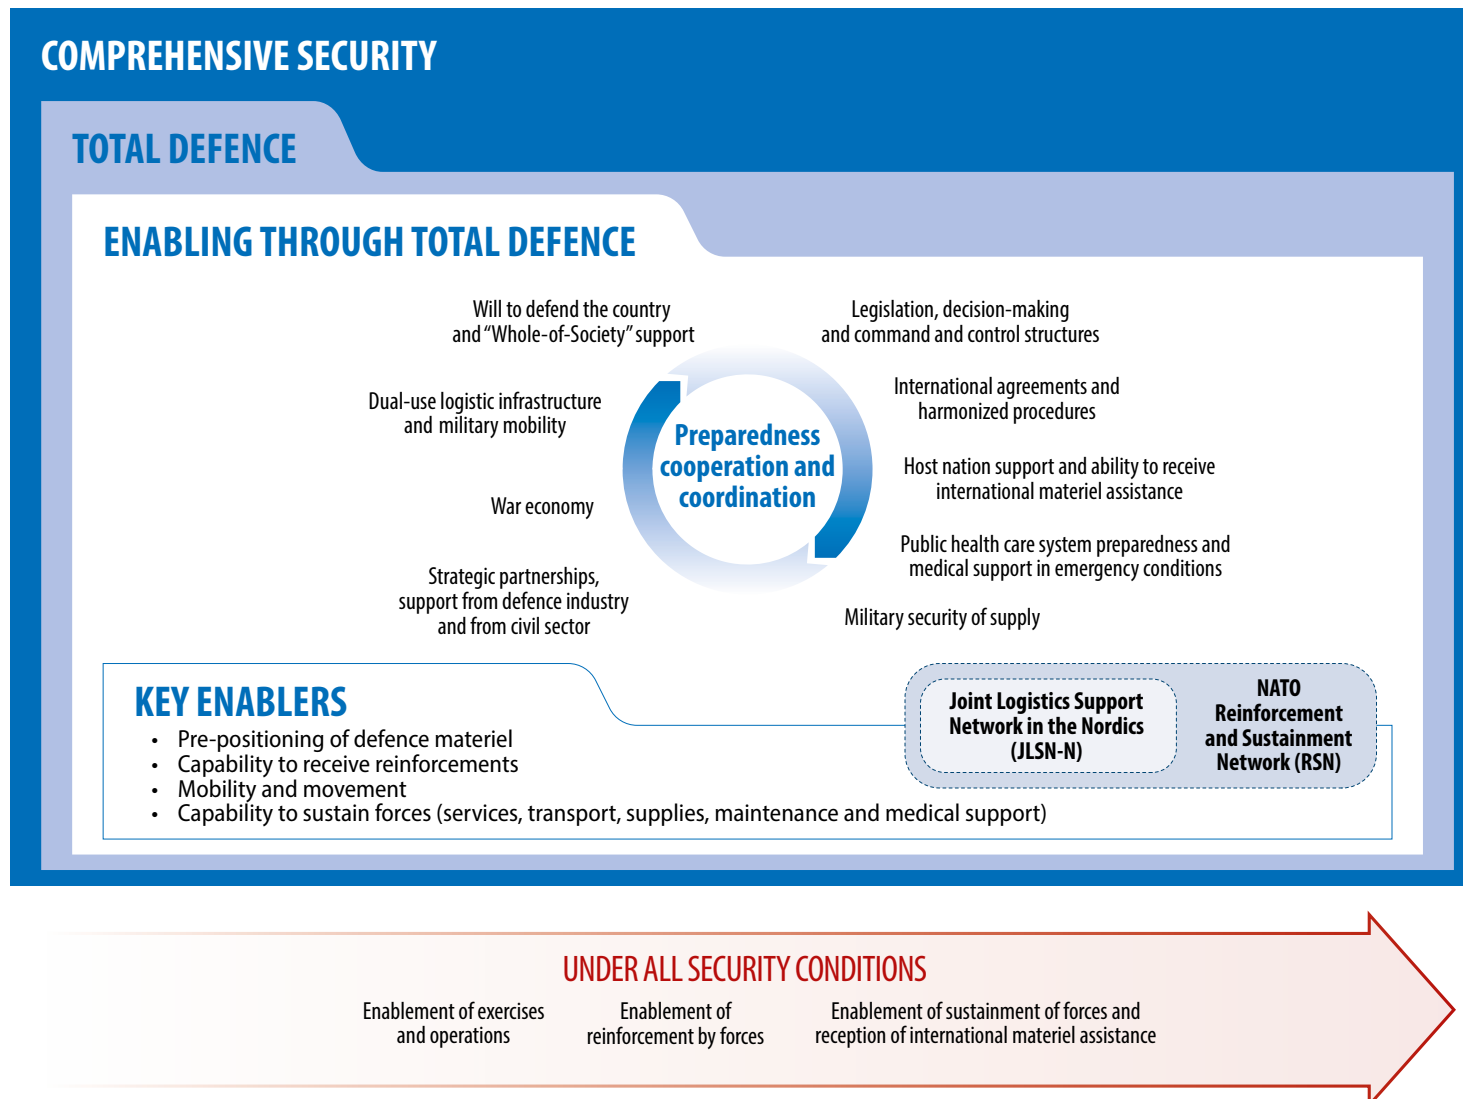 COMPREHENSIVE SECURITY
TOTAL DEFENCE
ENABLING THROUGH TOTAL DEFENCE
Will to defend the country
and “Whole-of-Society” support
Dual-use logistic infrastructure
and military mobility
War economy
Strategic partnerships,
support from defence industry
and from civil sector
Preparedness
cooperation and
coordination
Legislation, decision-making
and command and control structures
International agreements and
harmonized procedures
Host nation support and ability to receive
international materiel assistance
Public health care system preparedness and
medical support in emergency conditions
Military security of supply
KEY ENABLERS
• Pre-positioning of defence materiel
• Capability to receive reinforcements
• Mobility and movement
• Capability to sustain forces (services, transport, supplies, maintenance and medical support)
Joint Logistics Support
Network in the Nordics
(JLSN-N)
NATO
Reinforcement
and Sustainment
Network (RSN)
UNDER ALL SECURITY CONDITIONS
Enablement of exercises
and operations
Enablement of
reinforcement by forces
Enablement of sustainment of forces and
reception of international materiel assistance